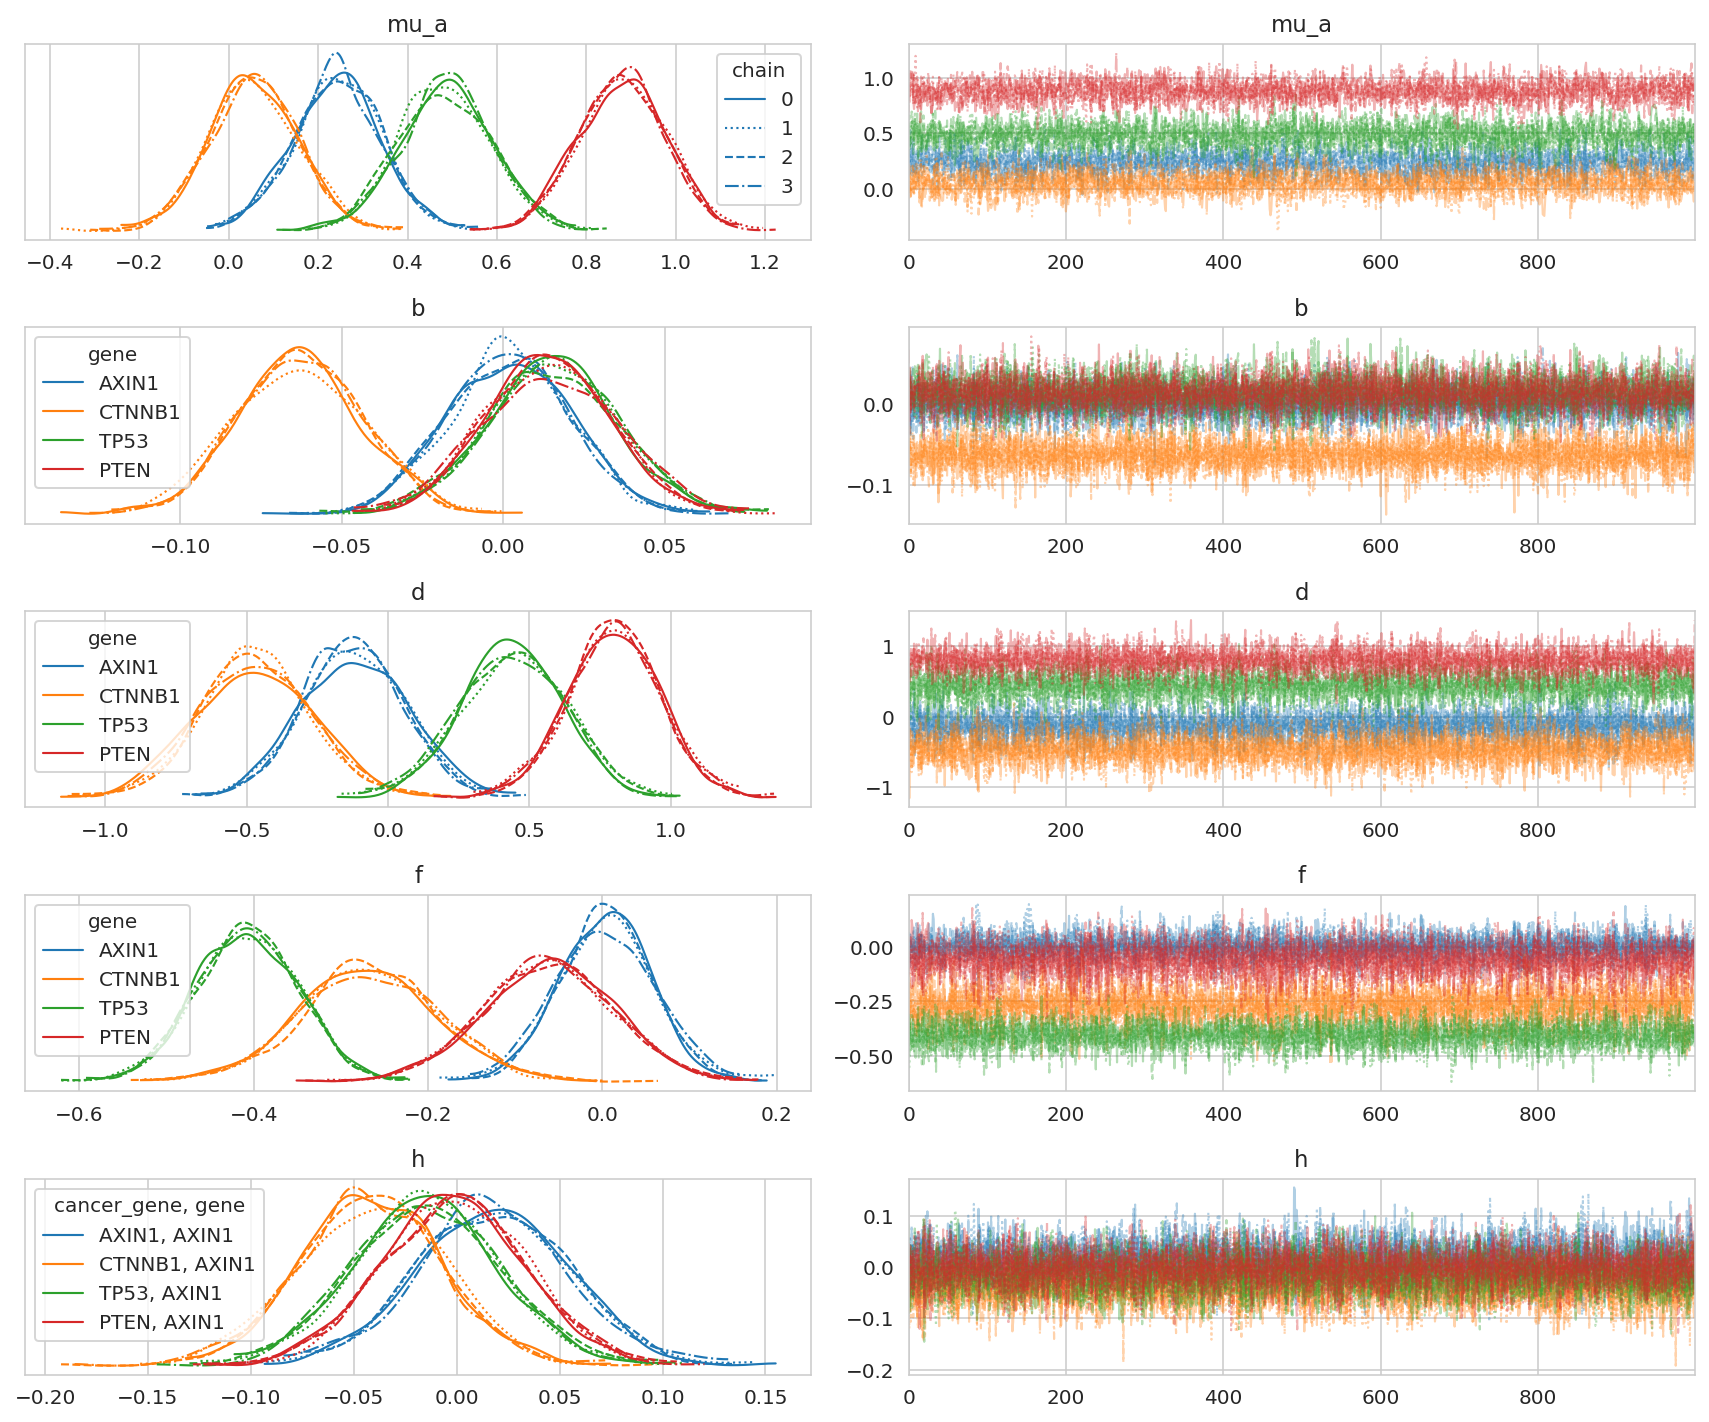 mu_a
chain
0
1
2
3
−0.4 −0.2 0.0 0.2 0.4 0.6 0.8 1.0 1.2
mu_a
1.0
0.5
0.0
0 200 400 600 800
b
gene
AXIN1
CTNNB1
TP53
PTEN
−0.10 −0.05 0.00 0.05
b
0.0
−0.1
0 200 400 600 800
d
gene
AXIN1
CTNNB1
TP53
PTEN
−1.0 −0.5 0.0 0.5 1.0
d
1
0
−1
0 200 400 600 800
f
gene
AXIN1
CTNNB1
TP53
PTEN
−0.6 −0.4 −0.2 0.0 0.2
f
0.00
−0.25
−0.50
0 200 400 600 800
h
cancer_gene, gene
AXIN1, AXIN1
CTNNB1, AXIN1
TP53, AXIN1
PTEN, AXIN1
−0.20 −0.15 −0.10 −0.05 0.00 0.05 0.10 0.15
h
0.1
0.0
−0.1
−0.2
0 200 400 600 800